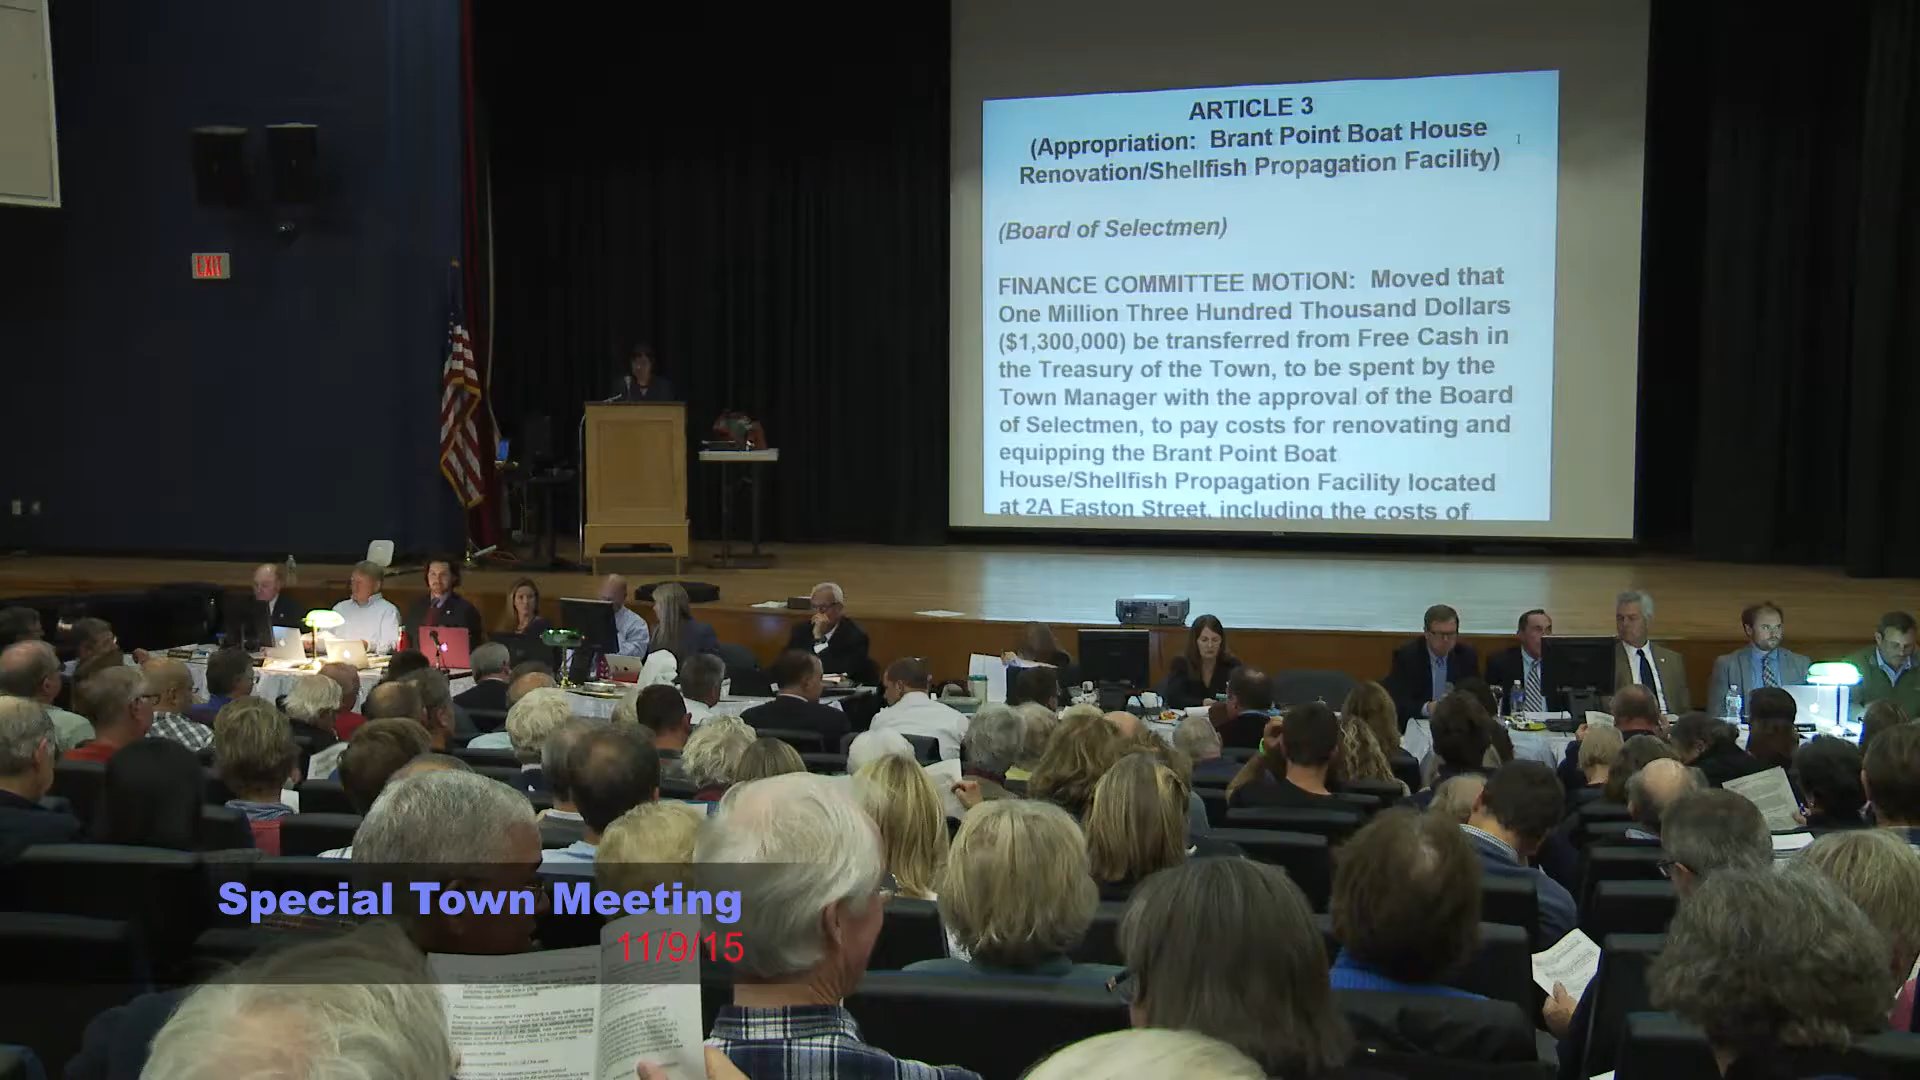 EXIT
ARTICLE 3
(Appropriation: Brant Point Boat House
Renovation/Shellfish Propagation Facility)
(Board of Selectmen)
FINANCE COMMITTEE MOTION: Moved that
One Million Three Hundred Thousand Dollars
($1,300,000) be transferred from Free Cash in
the Treasury of the Town, to be spent by the
Town Manager with the approval of the Board
of Selectmen, to pay costs for renovating and
equipping the Brant Point Boat
House/Shellfish Propagation Facility located
at 2A Easton Street, including the costs of
Special Town Meeting
11/9/15